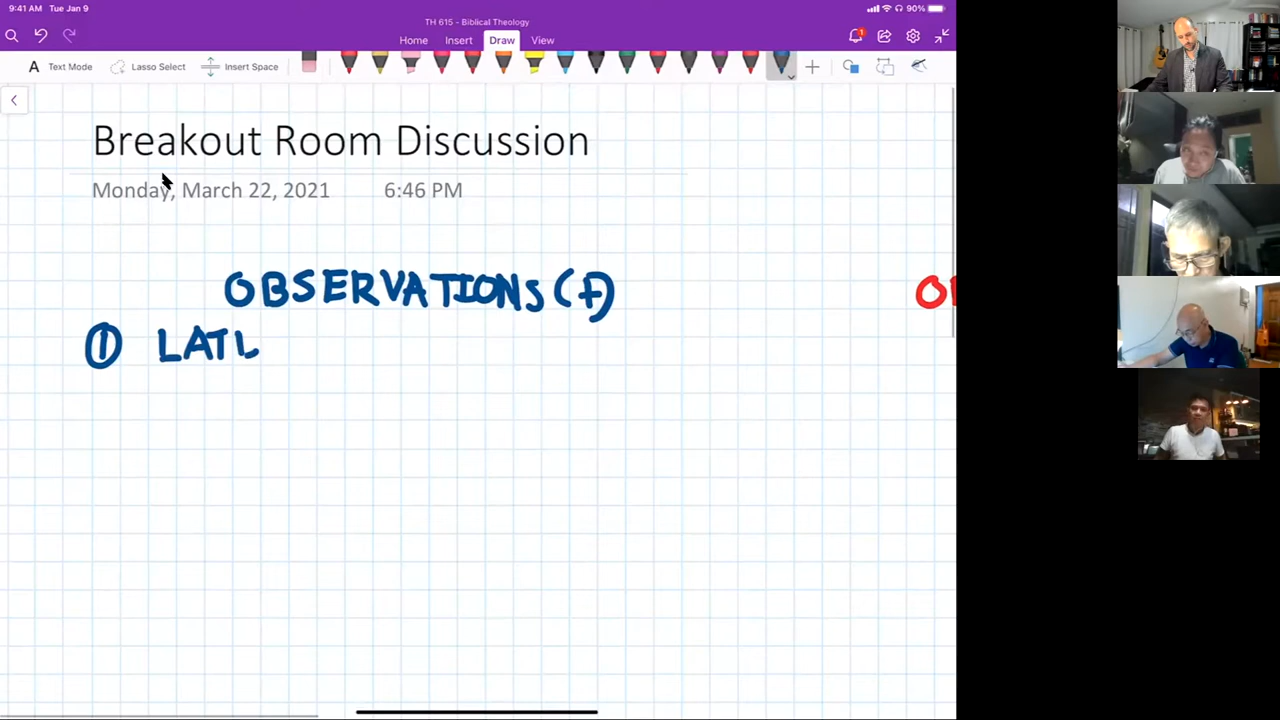 9:41 AM Tue Jan 9
90%
TH 615 - Biblical Theology
Home Insert Draw View
1
Text Mode Lasso Select Insert Space
Breakout Room Discussion
Monday, March 22, 2021 6:46 PM
OBSERVATIONS (+)
① LATL